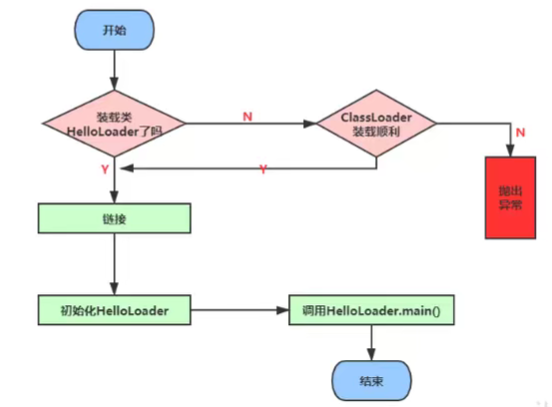 开始
装载类
HelloLoader了吗
N
ClassLoader
装载顺利
N
Y
Y
抛出
异常
链接
初始化HelloLoader
调用HelloLoader.main()
结束